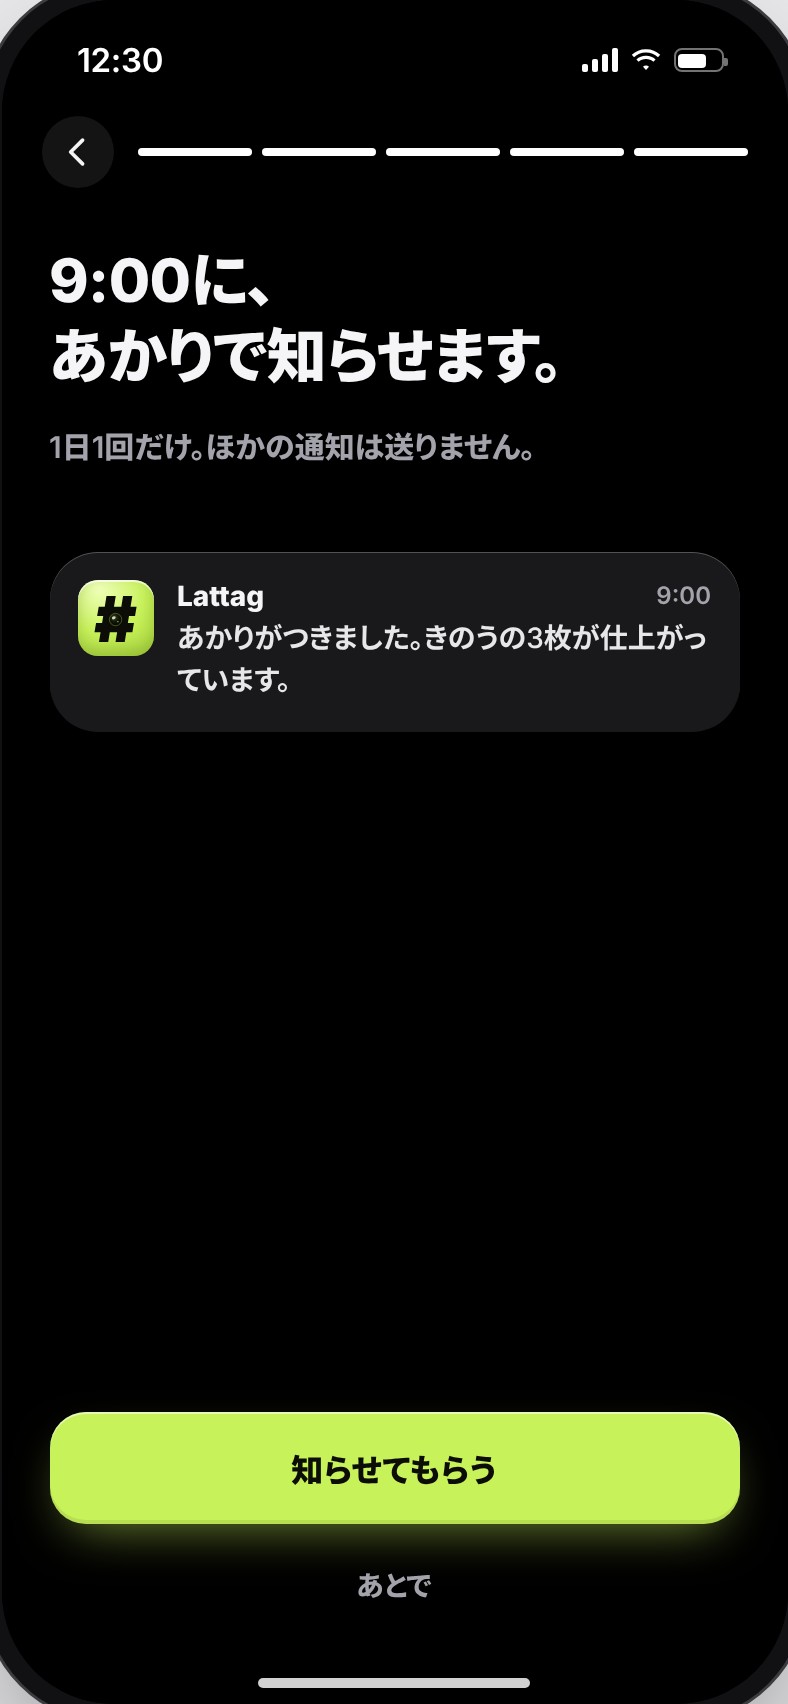 12:30
9:00に、
あかりで知らせます。
1日1回だけ。ほかの通知は送りません。
#
Lattag
9:00
あかりがつきました。きのうの3枚が仕上がっ
ています。
知らせてもらう
あとで